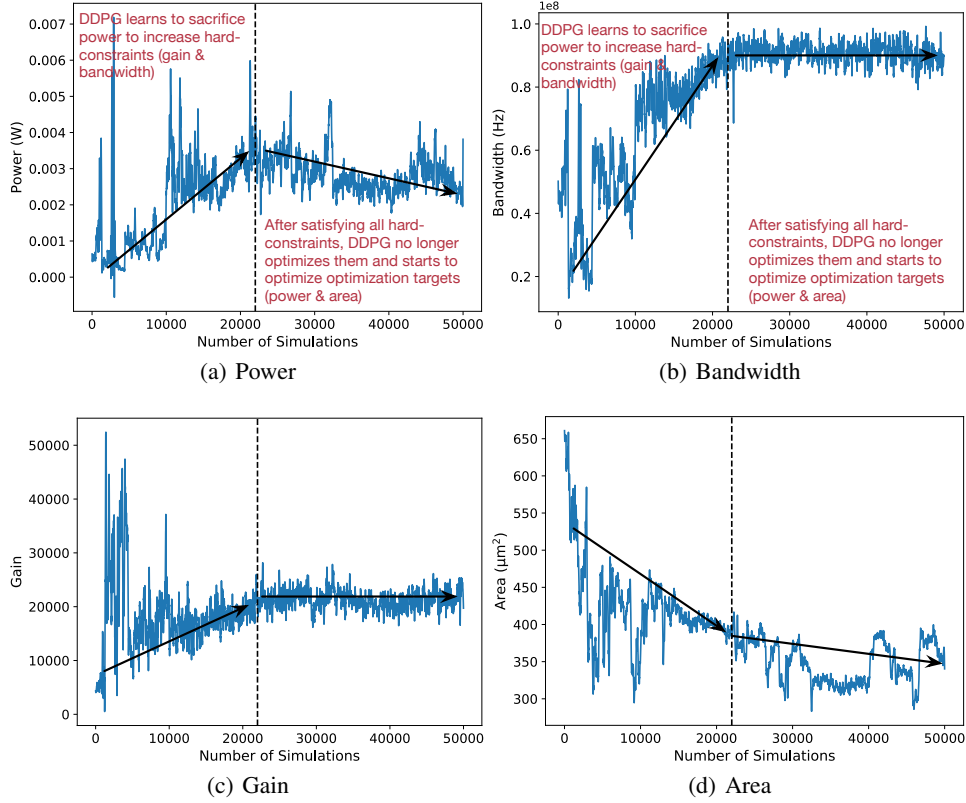 DDPG learns to sacrifice
power to increase hard-
constraints (gain &
bandwidth)
0.007
0.006
0.005
0.004
0.003
0.002
0.001
0.000
Power (W)
After satisfying all hard-
constraints, DDPG no longer
optimizes them and starts to
optimize optimization targets
(power & area)
0 10000 20000 30000 40000 50000
Number of Simulations
(a) Power
1e8
DDPG learns to sacrifice
power to increase hard-
constraints (gain &
bandwidth)
1.0
0.8
0.6
0.4
0.2
Bandwidth (Hz)
After satisfying all hard-
constraints, DDPG no longer
optimizes them and starts to
optimize optimization targets
(power & area)
0 10000 20000 30000 40000 50000
Number of Simulations
(b) Bandwidth
50000
40000
30000
20000
10000
0
Gain
0 10000 20000 30000 40000 50000
Number of Simulations
(c) Gain
650
600
550
500
450
400
350
300
Area (µm²)
0 10000 20000 30000 40000 50000
Number of Simulations
(d) Area